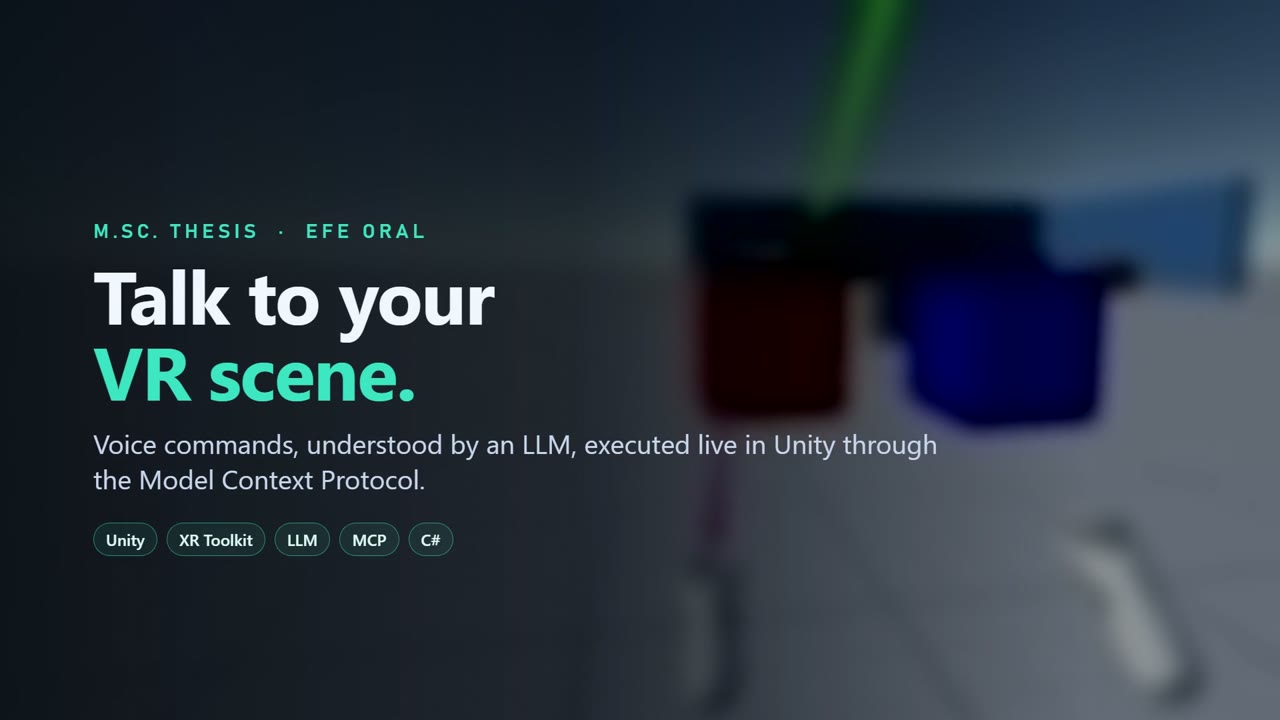 M.SC. THESIS · EFE ORAL
Talk to your
VR scene.
Voice commands, understood by an LLM, executed live in Unity through
the Model Context Protocol.
Unity XR Toolkit LLM MCP C#